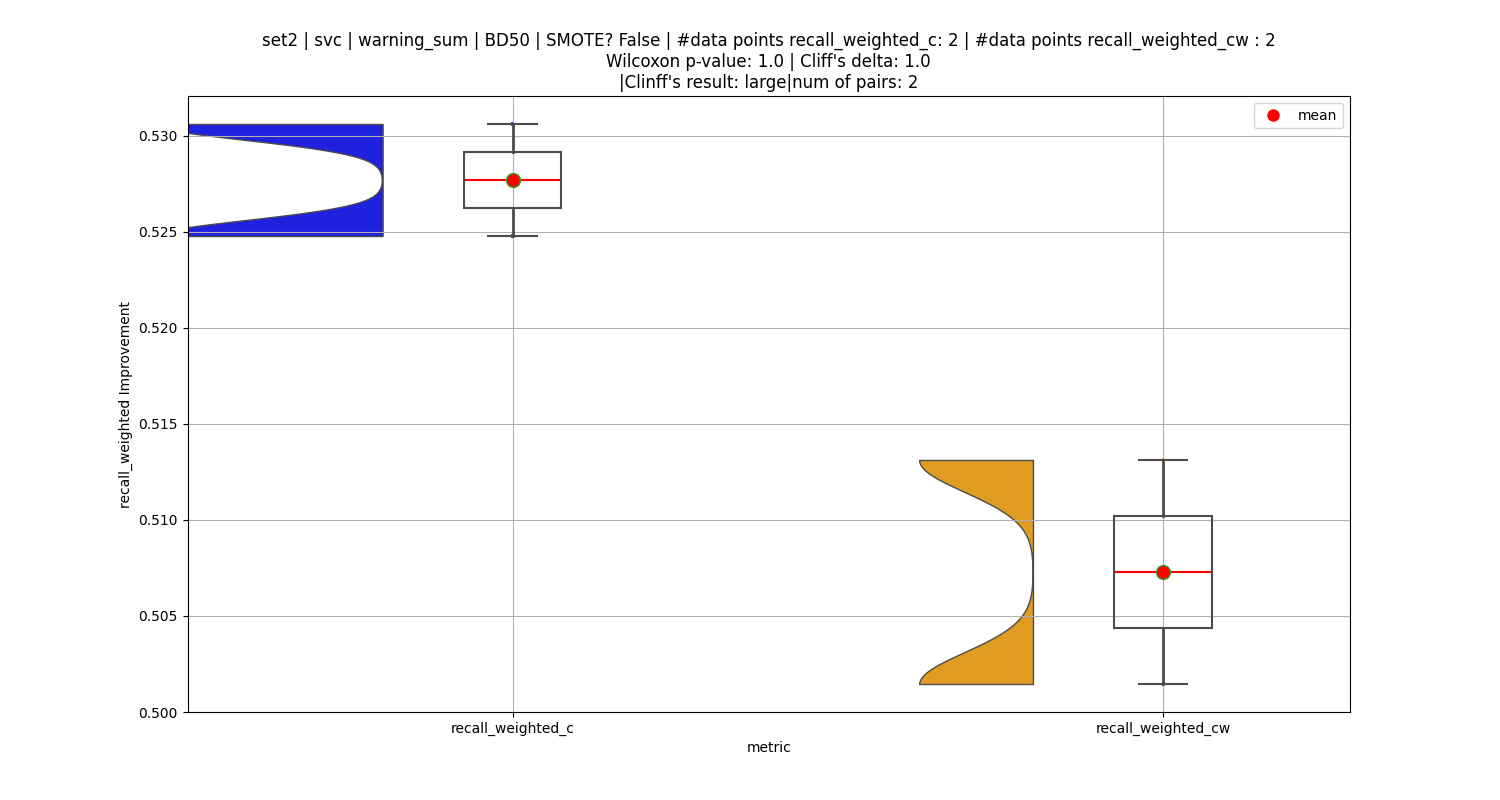 set2 | svc | warning_sum | BD50 | SMOTE? False | #data points recall_weighted_c: 2 | #data points recall_weighted_cw : 2
Wilcoxon p-value: 1.0 | Cliff's delta: 1.0
|Clinff's result: large|num of pairs: 2
mean
0.530
0.525
0.520
0.515
0.510
0.505
0.500
recall_weighted Improvement
recall_weighted_c
recall_weighted_cw
metric